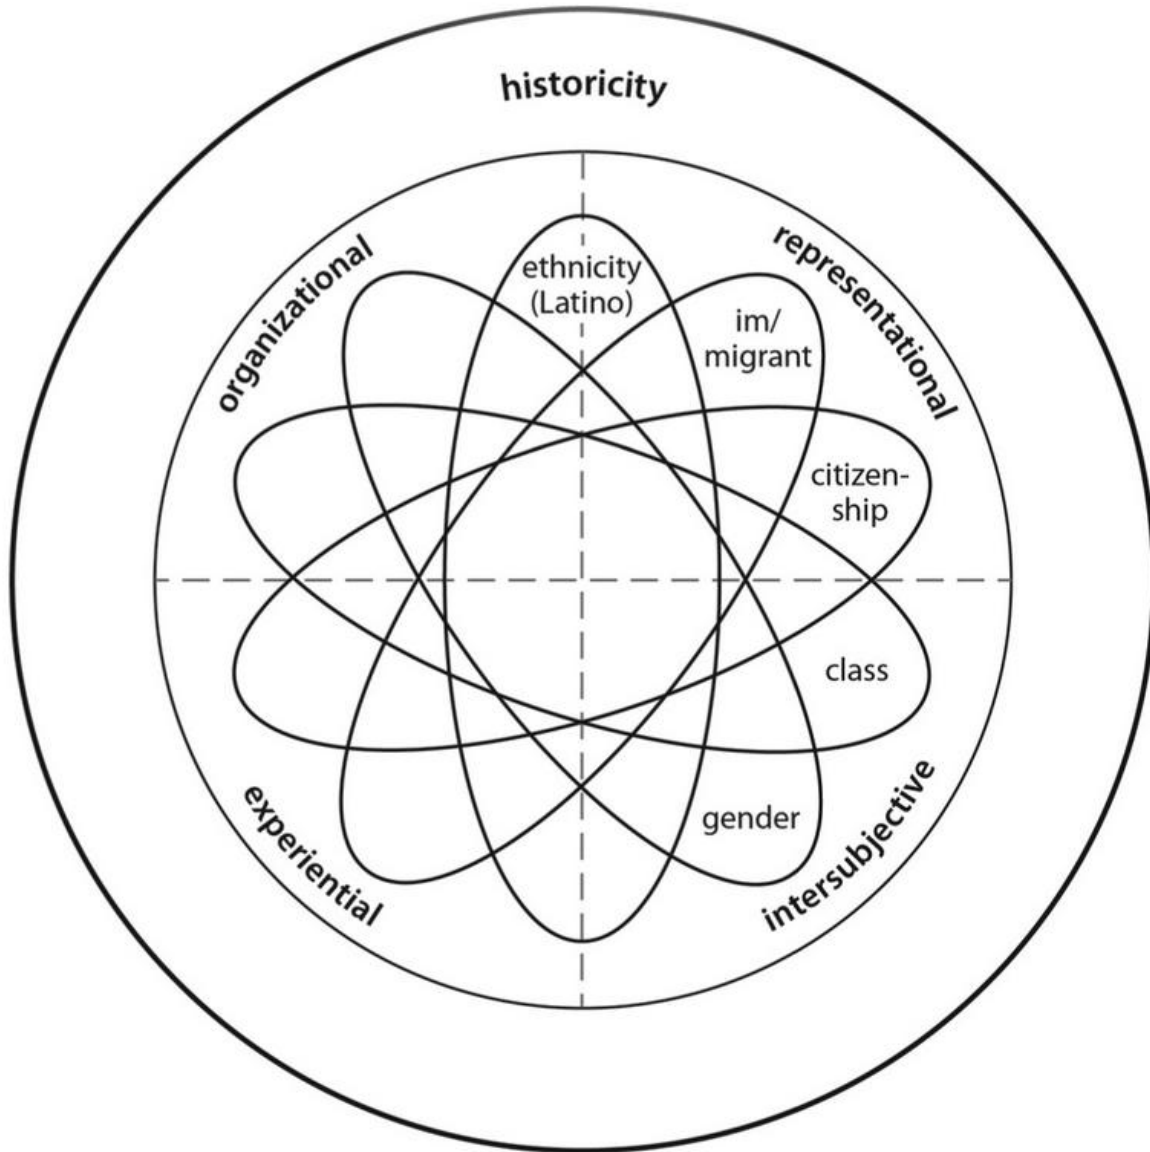 historicity
organizational
representational
ethnicity
(Latino)
im/
migrant
citizen-
ship
class
gender
experiential
intersubjective